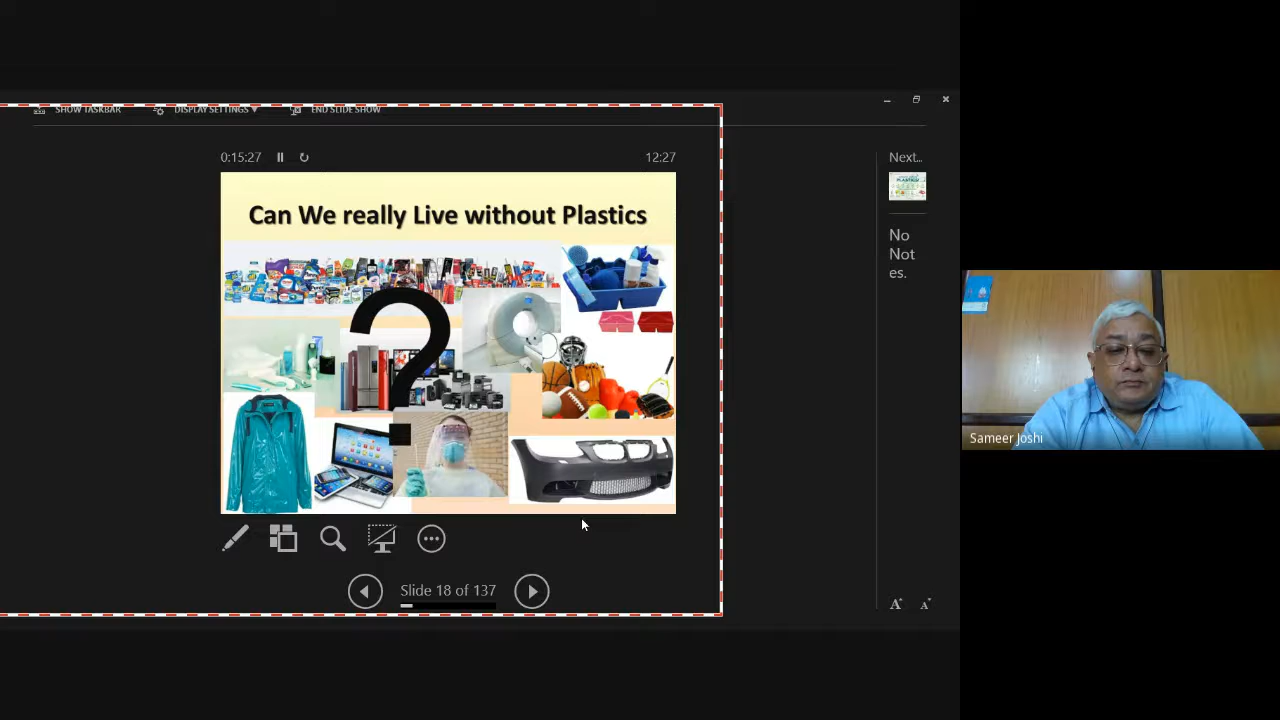 SHOW TASKBAR
DISPLAY SETTINGS
END SLIDE SHOW
0:15:27
12:27
Next...
Can We really Live without Plastics
?
No
Not
es.
Slide 18 of 137
A
A
Sameer Joshi